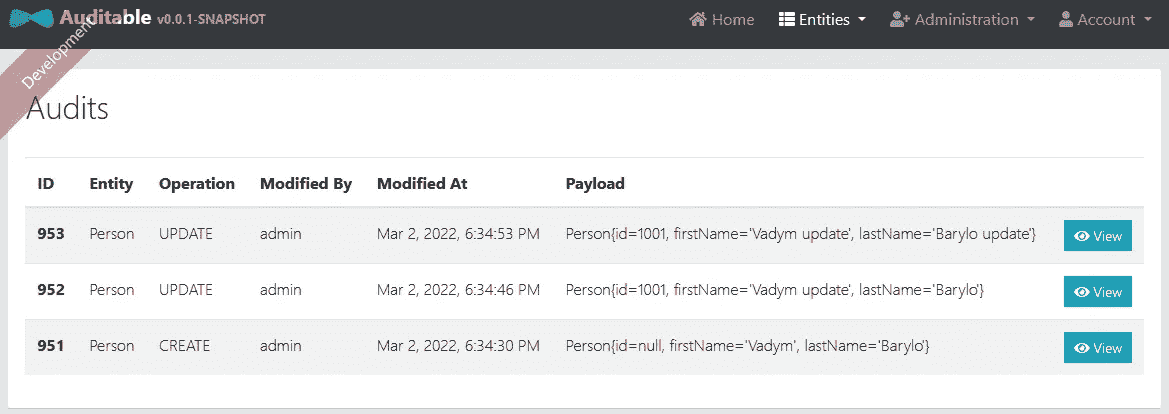 Auditable v0.0.1-SNAPSHOT Home Entities Administration Account
Development
Audits
ID Entity Operation Modified By Modified At Payload
953 Person UPDATE admin Mar 2, 2022, 6:34:53 PM Person{id=1001, firstName='Vadym update', lastName='Barylo update'} View
952 Person UPDATE admin Mar 2, 2022, 6:34:46 PM Person{id=1001, firstName='Vadym update', lastName='Barylo'} View
951 Person CREATE admin Mar 2, 2022, 6:34:30 PM Person{id=null, firstName='Vadym', lastName='Barylo'} View